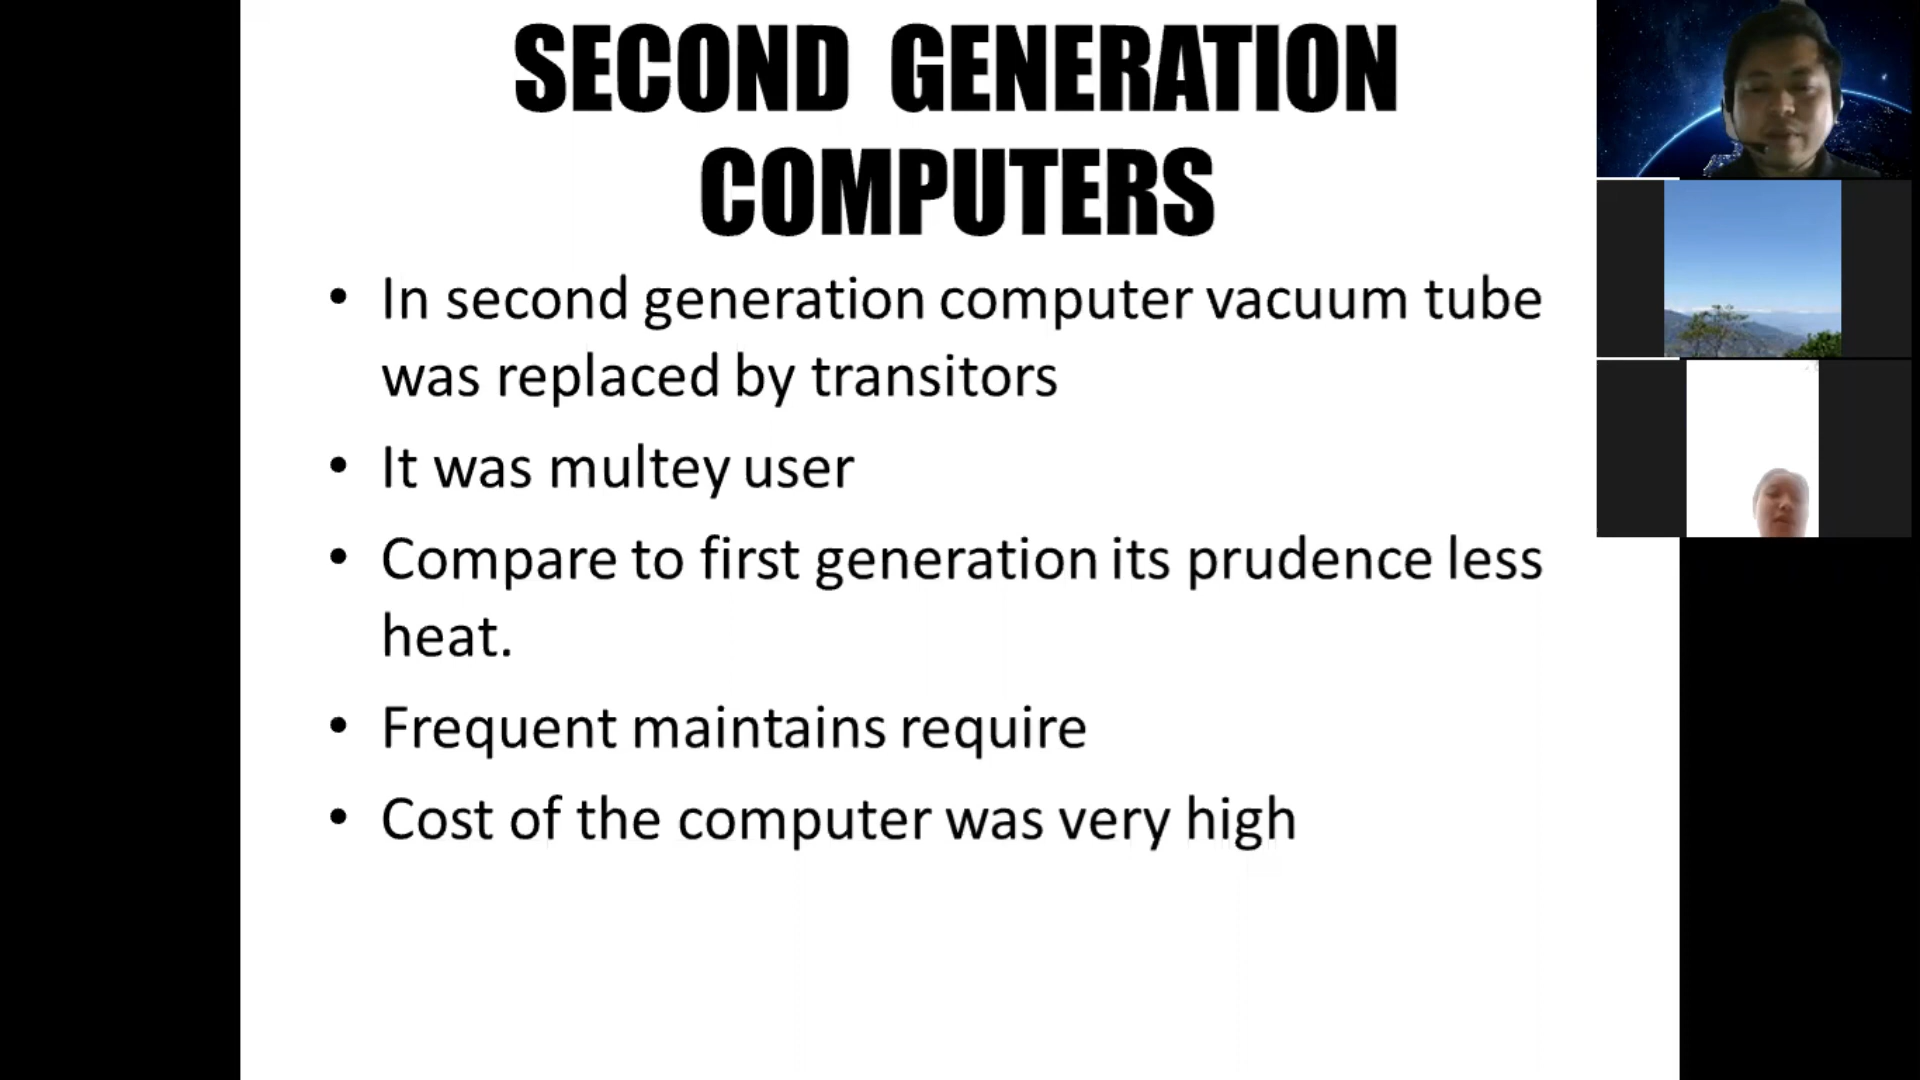 SECOND GENERATION
COMPUTERS
• In second generation computer vacuum tube
was replaced by transitors
• It was multey user
• Compare to first generation its prudence less
heat.
• Frequent maintains require
• Cost of the computer was very high